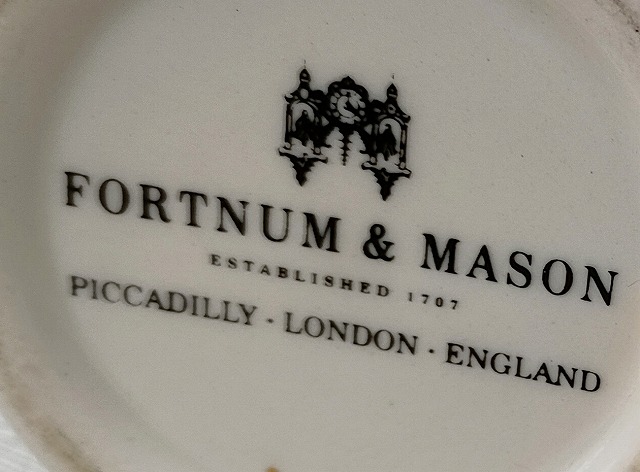 FORTNUM & MASON
ESTABLISHED 1707
PICCADILLY · LONDON · ENGLAND